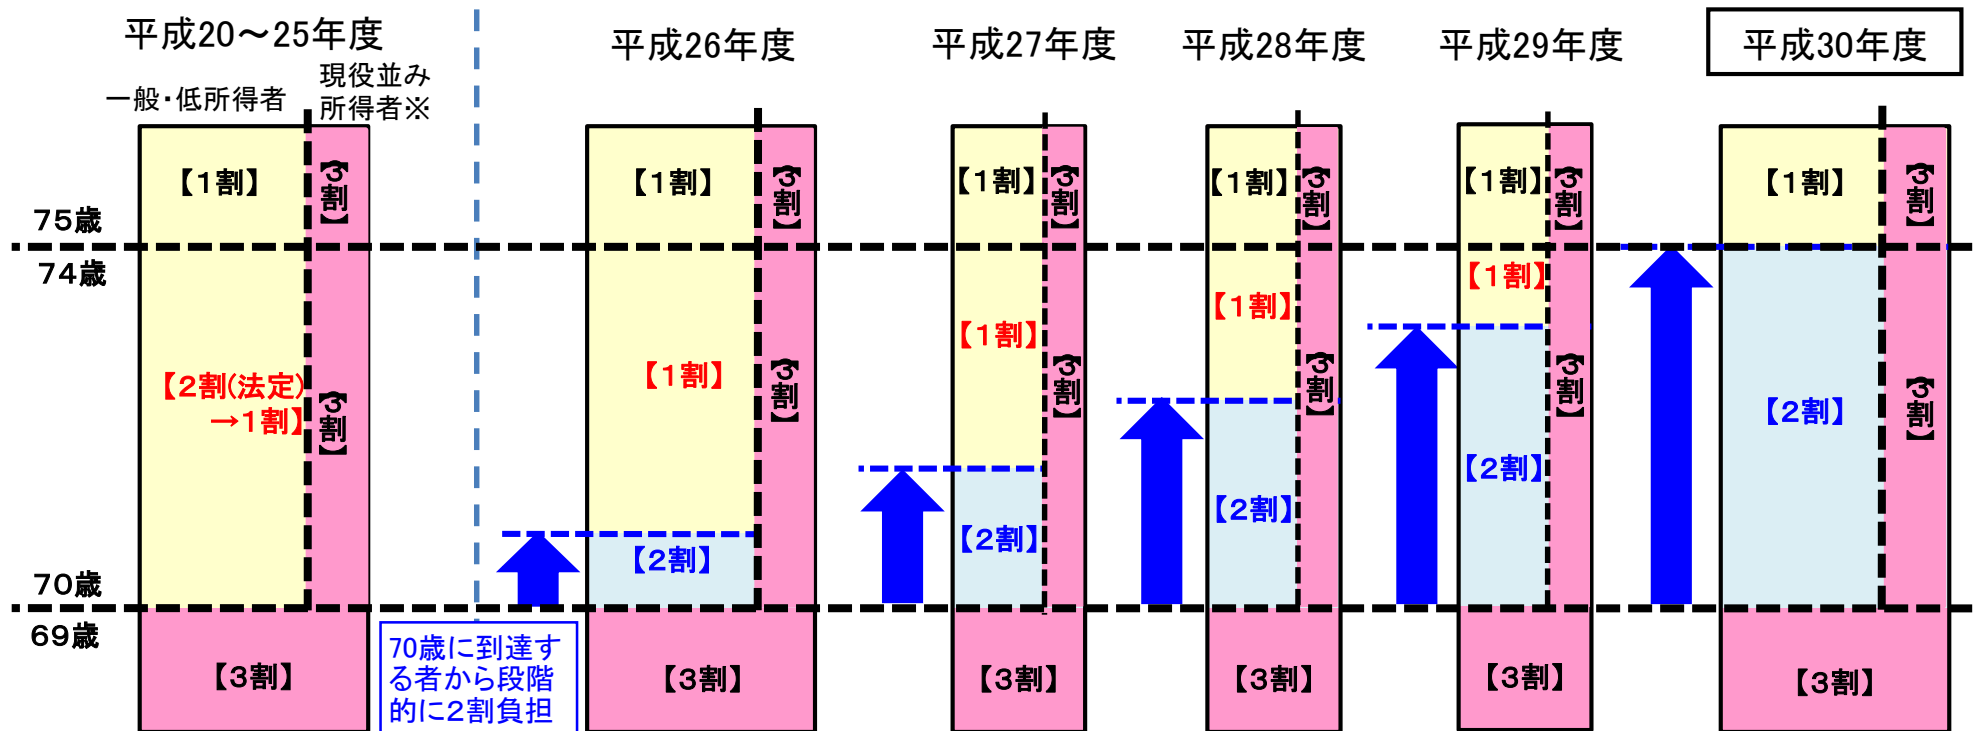 平成20～25年度
平成26年度
平成27年度
平成28年度
平成29年度
平成30年度
一般・低所得者
現役並み
所得者※
【1割】
【3割】
【1割】
【3割】
【1割】
【3割】
【1割】
【3割】
【1割】
【3割】
【1割】
【3割】
75歳
74歳
【2割(法定)
→1割】
【3割】
【1割】
【3割】
【2割】
【1割】
【3割】
【2割】
【1割】
【3割】
【2割】
【1割】
【3割】
【2割】
【2割】
【3割】
70歳
69歳
【3割】
70歳に到達す
る者から段階
的に2割負担
【3割】
【3割】
【3割】
【3割】
【3割】